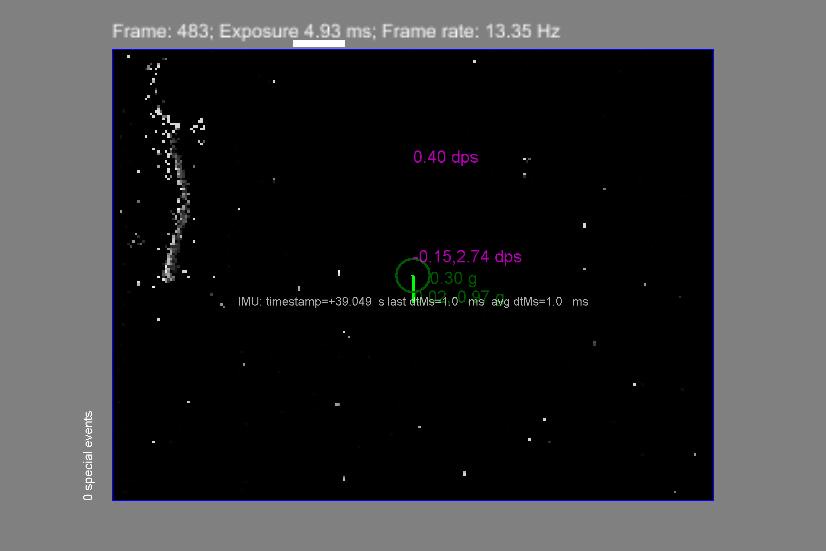 Frame: 483; Exposure 4.93 ms; Frame rate: 13.35 Hz
0.40 dps
-0.15,2.74 dps
0.30 g
0.97 g
IMU: timestamp=+39.049 s last dtMs=1.0 ms avg dtMs=1.0 ms
0 special events